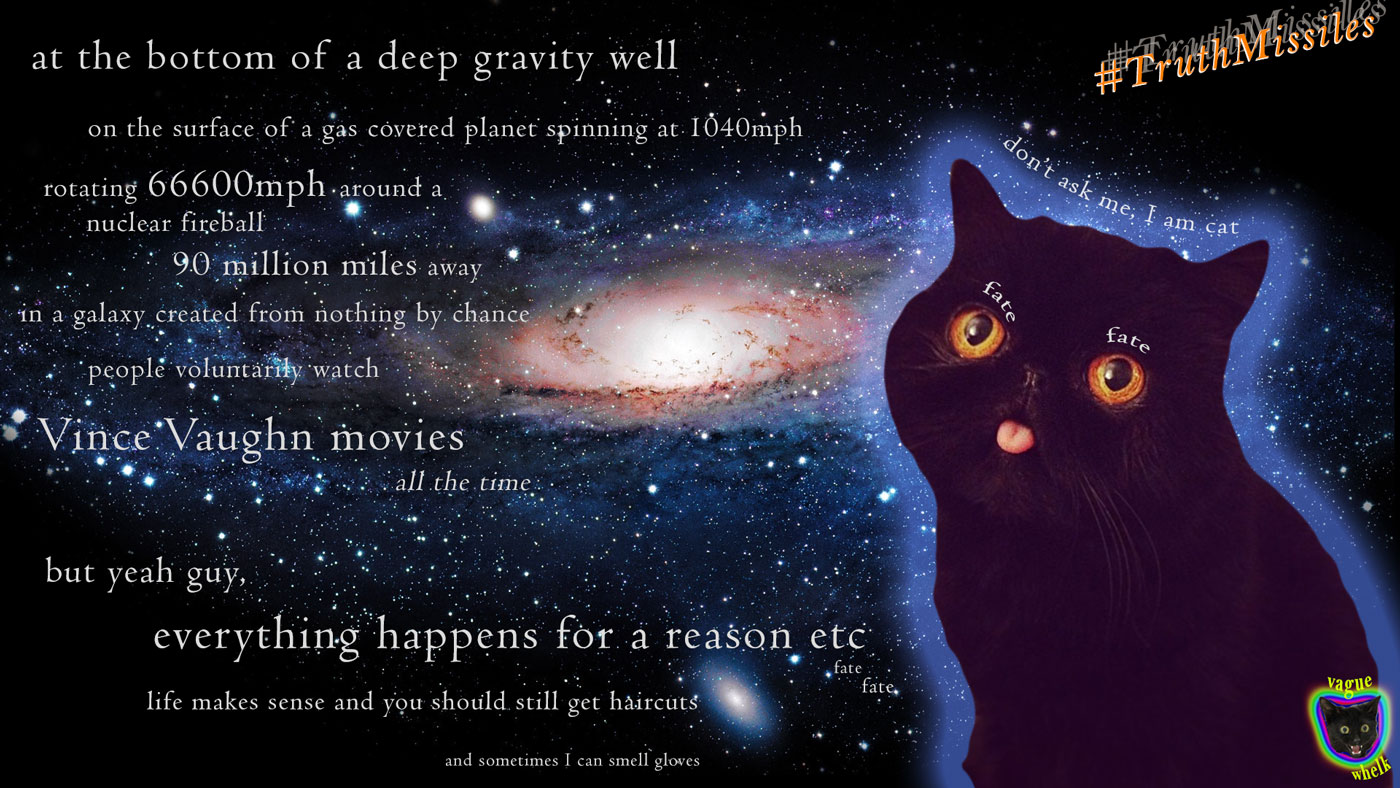 at the bottom of a deep gravity well
#TruthMissiles
on the surface of a gas covered planet spinning at 1040mph
don't ask me, I am cat
rotating 66600mph around a
nuclear fireball
90 million miles away
in a galaxy created from nothing by chance
fate
fate
people voluntarily watch
Vince Vaughn movies
all the time
but yeah guy,
everything happens for a reason etc
fate
fate
life makes sense and you should still get haircuts
and sometimes I can smell gloves
vague
whelk